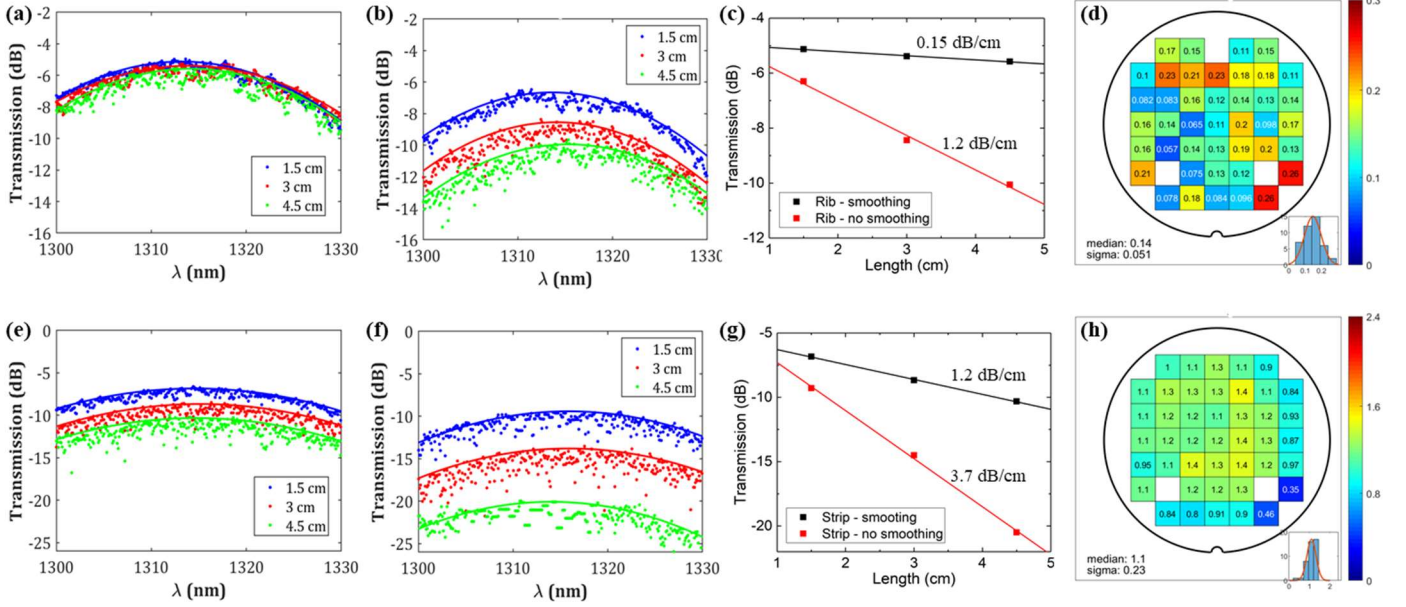 (a)
-2
-4
-6
-8
-10
-12
-14
-16
Transmission (dB)
1300
1310
1320
1330
λ (nm)
1.5 cm
3 cm
4.5 cm
(b)
-2
-4
-6
-8
-10
-12
-14
-16
Transmission (dB)
1300
1310
1320
1330
λ (nm)
1.5 cm
3 cm
4.5 cm
(c)
-4
-6
-8
-10
-12
Transmission (dB)
1
2
3
4
5
Length (cm)
0.15 dB/cm
1.2 dB/cm
Rib - smoothing
Rib - no smoothing
(d)
0.17 0.15 0.11 0.15
0.1 0.23 0.21 0.23 0.18 0.18 0.11
0.082 0.083 0.16 0.12 0.14 0.13 0.14
0.16 0.14 0.065 0.11 0.2 0.098 0.17
0.16 0.057 0.14 0.13 0.19 0.2 0.13
0.21 0.075 0.13 0.12 0.26
0.078 0.18 0.084 0.096 0.26
median: 0.14
sigma: 0.051
15
10
5
0
0.1 0.2
0.3
0.2
0.1
0
(e)
0
-5
-10
-15
-20
-25
Transmission (dB)
1300
1310
1320
1330
λ (nm)
1.5 cm
3 cm
4.5 cm
(f)
0
-5
-10
-15
-20
-25
Transmission (dB)
1300
1310
1320
1330
λ (nm)
1.5 cm
3 cm
4.5 cm
(g)
-5
-10
-15
-20
Transmission (dB)
1
2
3
4
5
Length (cm)
1.2 dB/cm
3.7 dB/cm
Strip - smooting
Strip - no smoothing
(h)
1 1.1 1.3 1.1 0.9
1.1 1.3 1.3 1.3 1.4 1.1 0.84
1.1 1.2 1.2 1.1 1.3 1.2 0.93
1.1 1.1 1.2 1.2 1.4 1.3 0.87
0.95 1.1 1.4 1.3 1.4 1.2 0.97
1.1 1.2 1.2 1.3 0.35
0.84 0.8 0.91 0.9 0.46
median: 1.1
sigma: 0.23
0 1 2
2.4
1.6
0.8
0